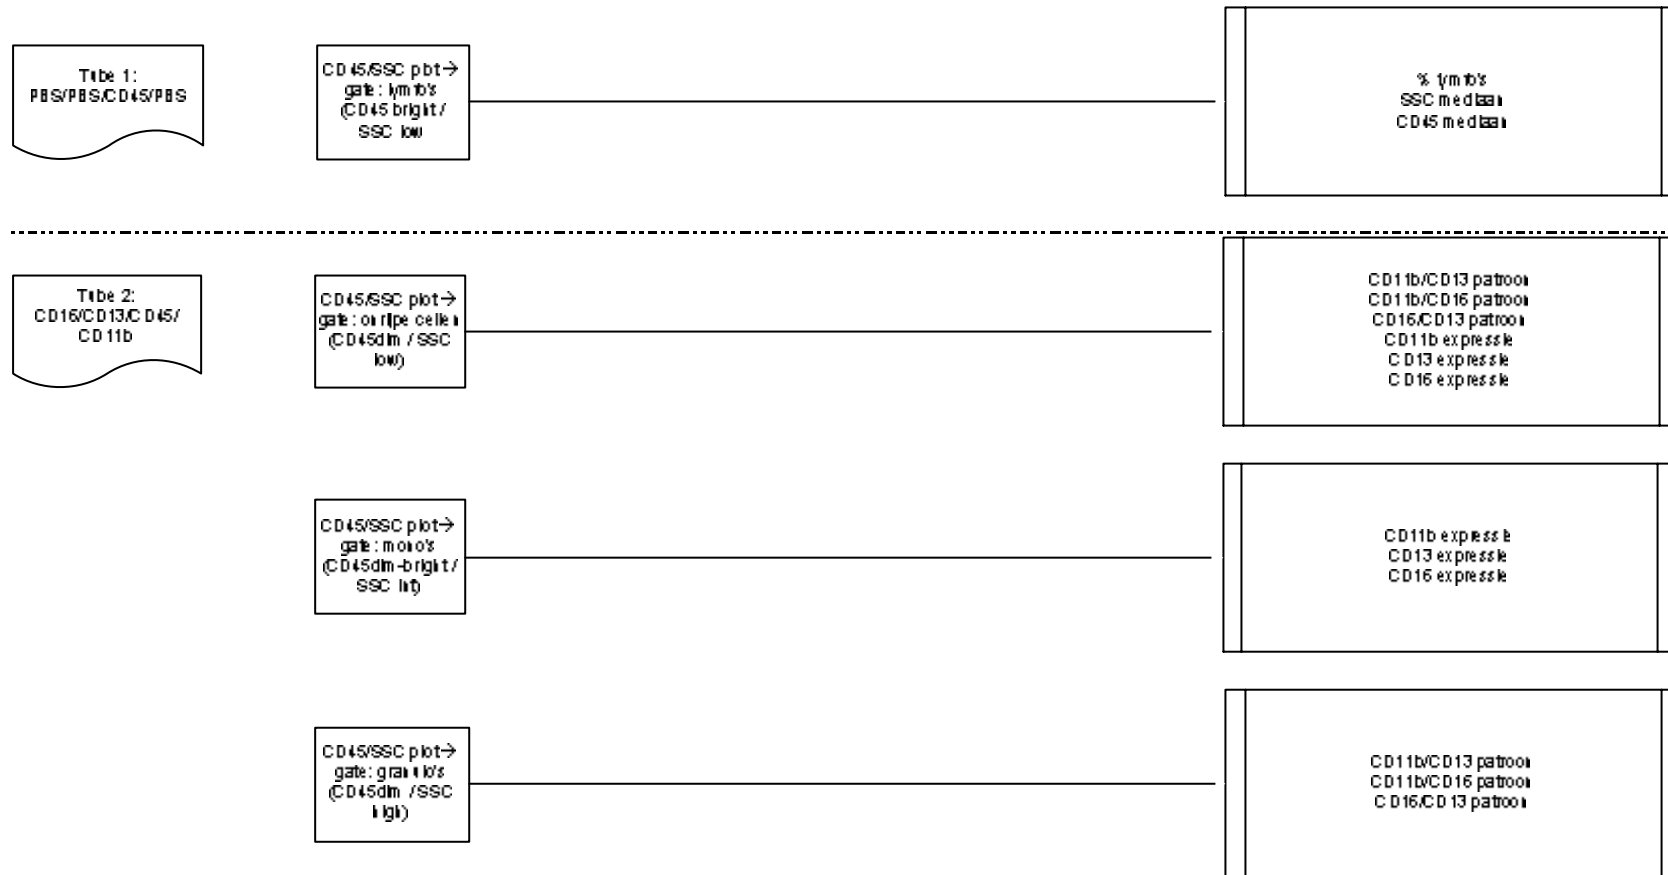 Tube 1:
PBS/PBS/CD45/PBS
CD45/SSC plot→
gate: lymfo's
(CD45 bright /
SSC low
% lymfo's
SSC mediaan
CD45 mediaan
Tube 2:
CD16/CD13/CD45/
CD11b
CD45/SSC plot→
gate: onrijpe cellen
(CD45dim / SSC
low)
CD11b/CD13 patroon
CD11b/CD16 patroon
CD16/CD13 patroon
CD11b expressie
CD13 expressie
CD16 expressie
CD45/SSC plot→
gate: mono's
(CD45dim-bright /
SSC int)
CD11b expressie
CD13 expressie
CD16 expressie
CD45/SSC plot→
gate: granulo's
(CD45dim / SSC
high)
CD11b/CD13 patroon
CD11b/CD16 patroon
CD16/CD13 patroon